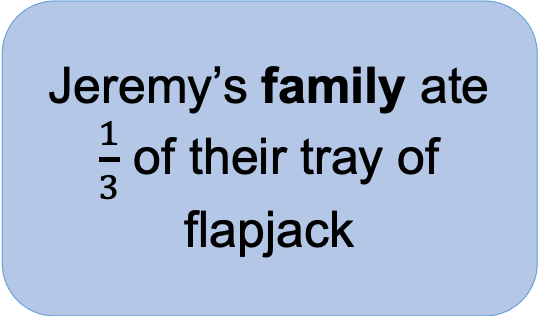 Jeremy’s family ate
1/3 of their tray of
flapjack